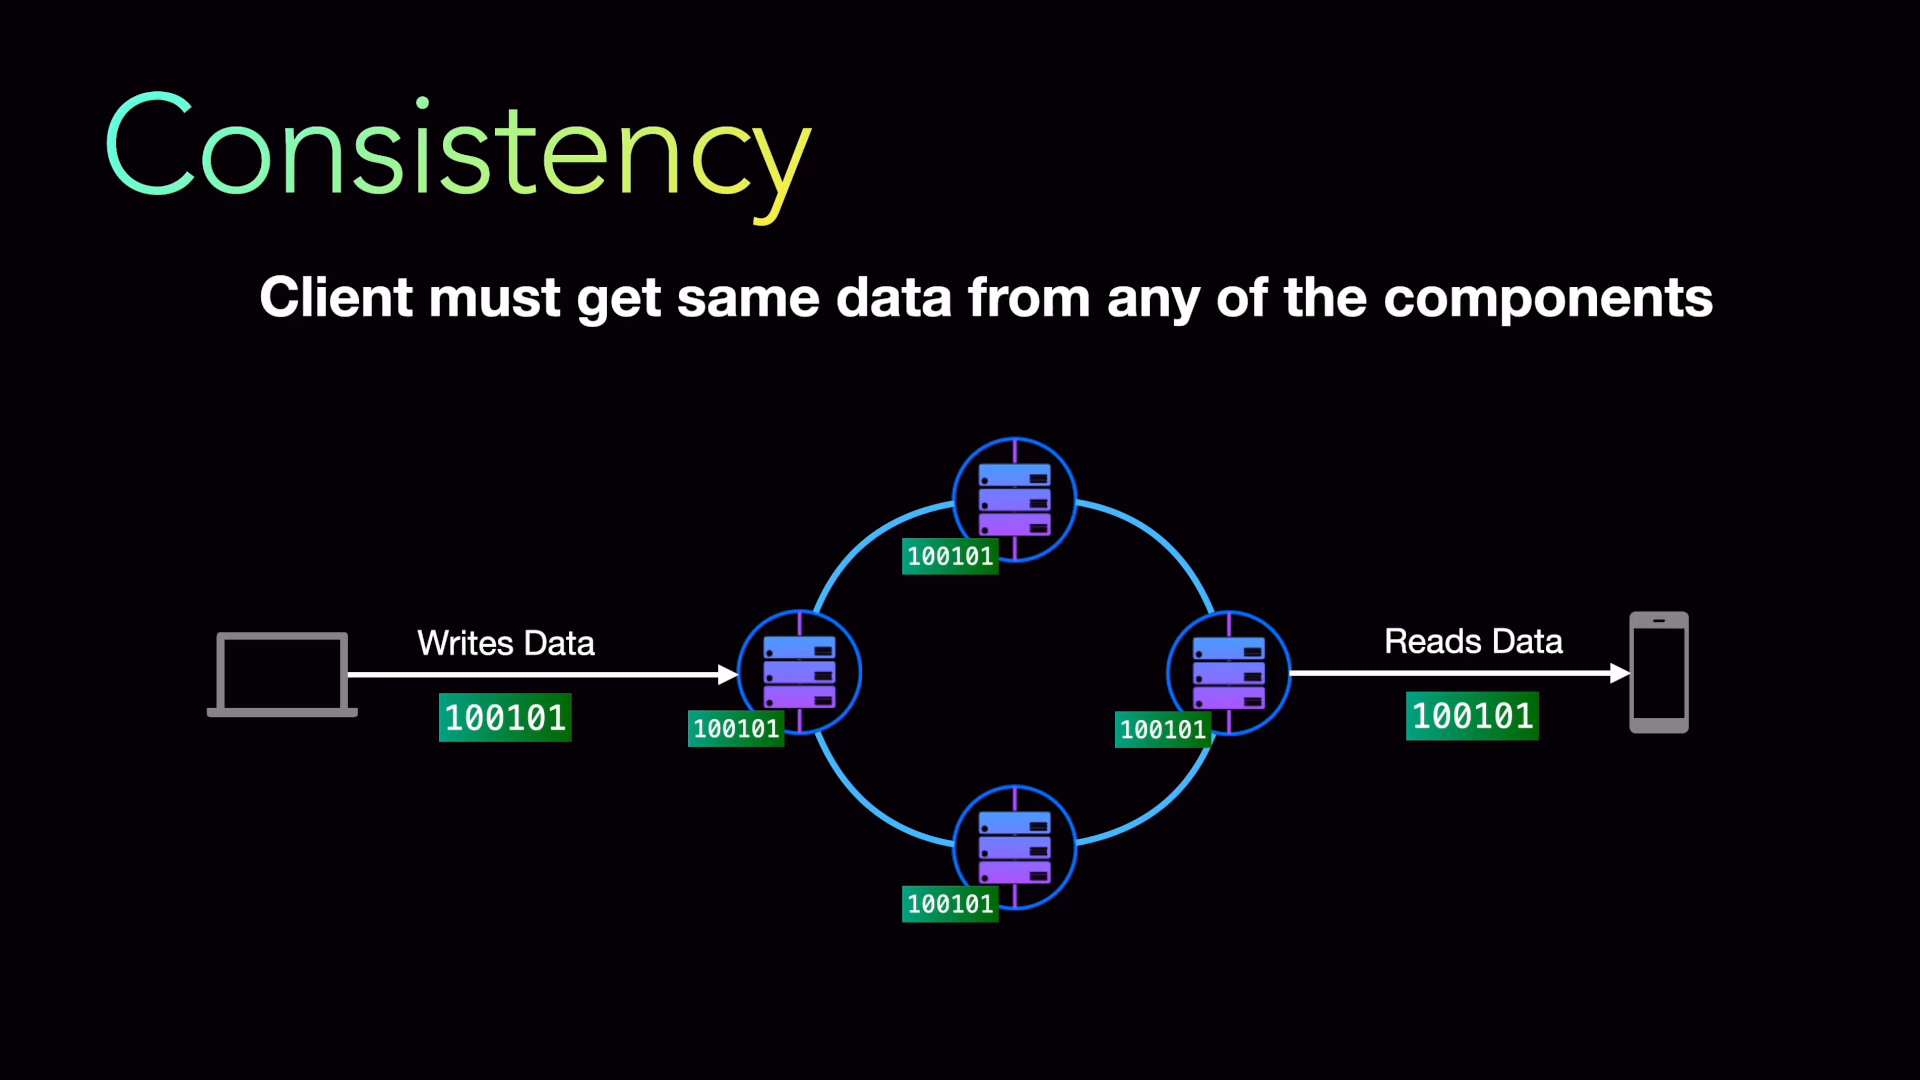 Consistency
Client must get same data from any of the components
100101
Writes Data
100101
100101
100101
Reads Data
100101
100101